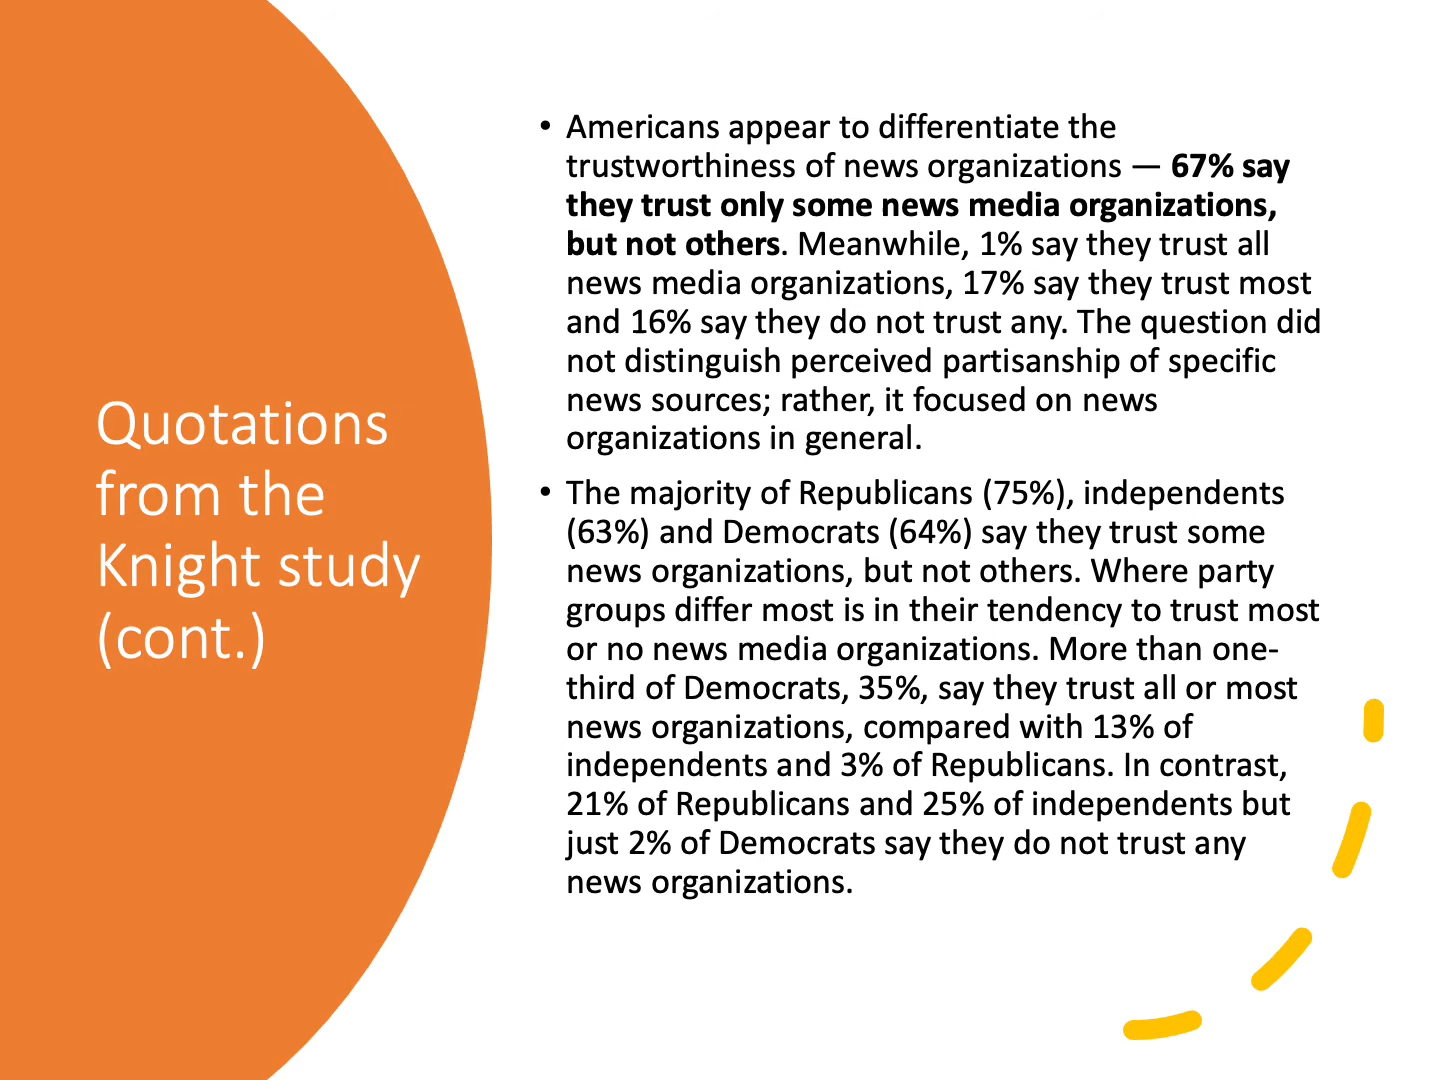 Quotations
from the
Knight study
(cont.)
• Americans appear to differentiate the
trustworthiness of news organizations — 67% say
they trust only some news media organizations,
but not others. Meanwhile, 1% say they trust all
news media organizations, 17% say they trust most
and 16% say they do not trust any. The question did
not distinguish perceived partisanship of specific
news sources; rather, it focused on news
organizations in general.
• The majority of Republicans (75%), independents
(63%) and Democrats (64%) say they trust some
news organizations, but not others. Where party
groups differ most is in their tendency to trust most
or no news media organizations. More than one-
third of Democrats, 35%, say they trust all or most
news organizations, compared with 13% of
independents and 3% of Republicans. In contrast,
21% of Republicans and 25% of independents but
just 2% of Democrats say they do not trust any
news organizations.